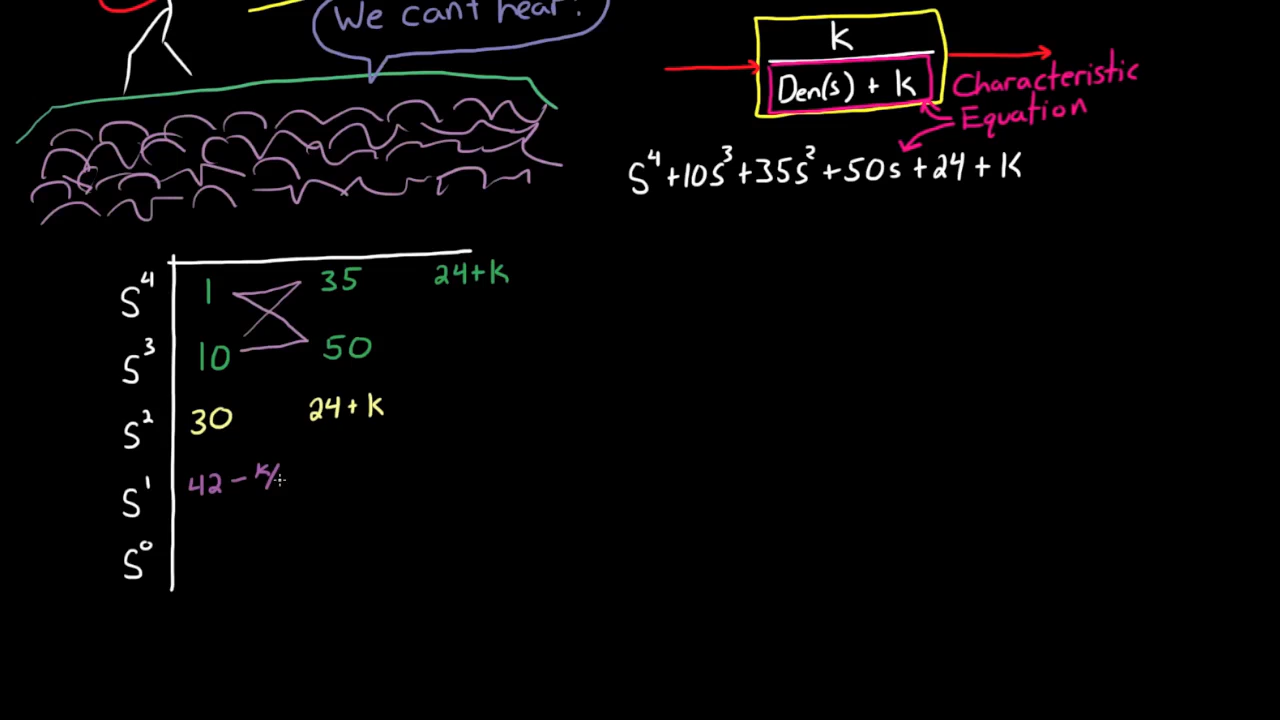 We can't hear!
K
Den(s) + K
Characteristic
Equation
S⁴+10S³+35S²+50s+24+K
S⁴ 1 35 24+K
S³ 10 50
S² 30 24+K
S¹ 42 - K/
S⁰